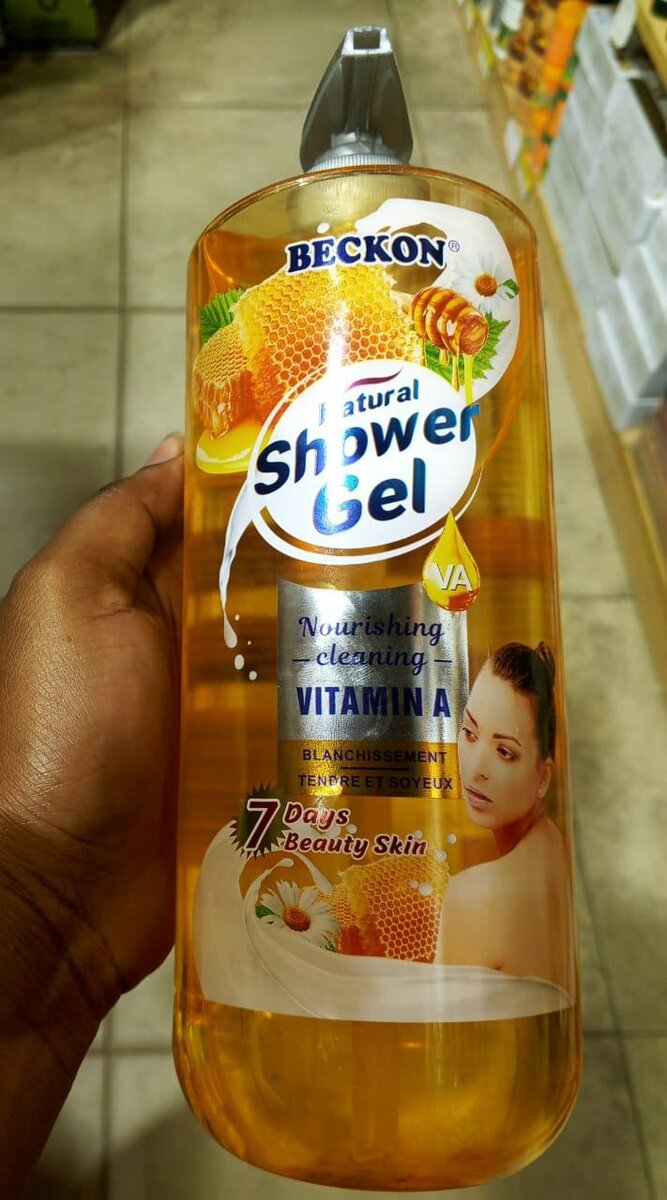 BECKON®
Natural
Shower
Gel
VA
Nourishing
– cleaning –
VITAMIN A
BLANCHISSEMENT
TENDRE ET SOYEUX
7 Days
Beauty Skin